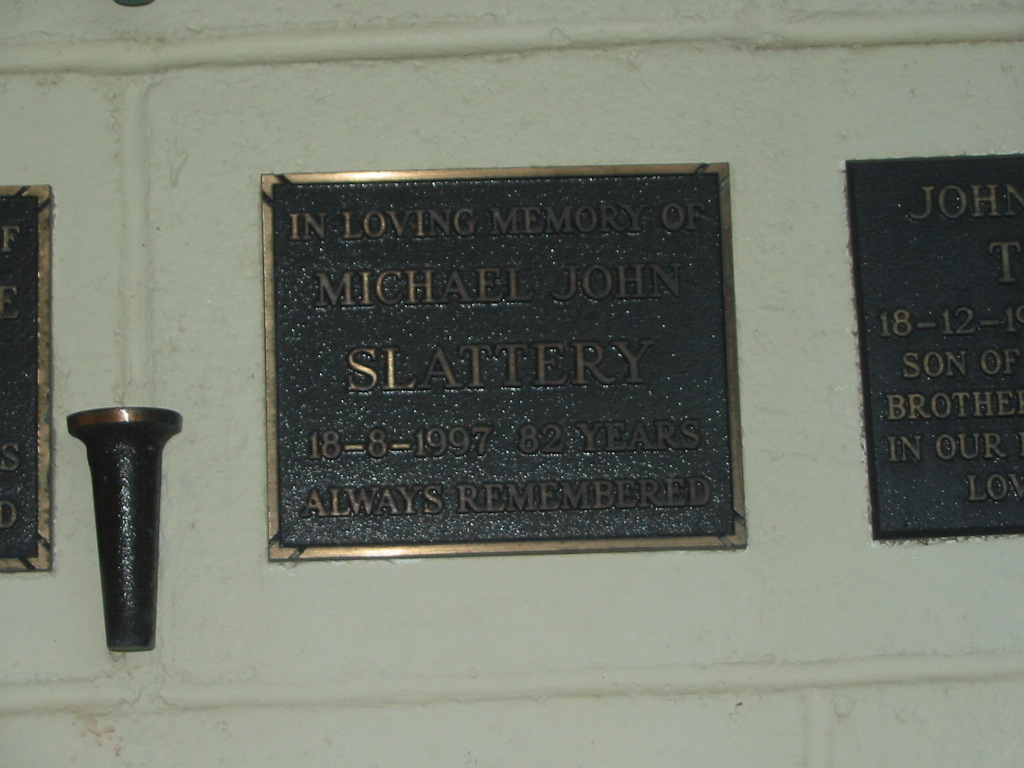 IN LOVING MEMORY OF
MICHAEL JOHN
SLATTERY
18-8-1997 82 YEARS
ALWAYS REMEMBERED
JOHN
18-12-19
SON OF
BROTHER
IN OUR